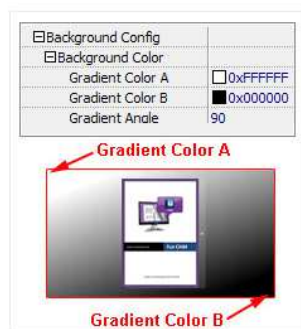 Background Config
Background Color
Gradient Color A 0xFFFFFF
Gradient Color B 0x000000
Gradient Angle 90
Gradient Color A
Gradient Color B